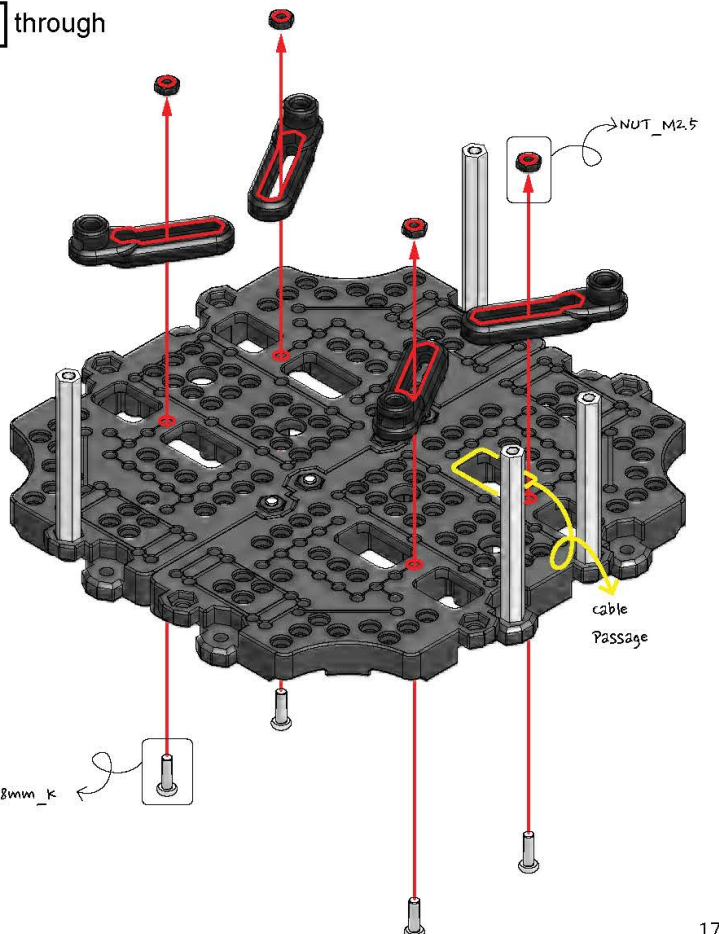 through
NUT_M2.5
cable
Passage
8mm_K
17